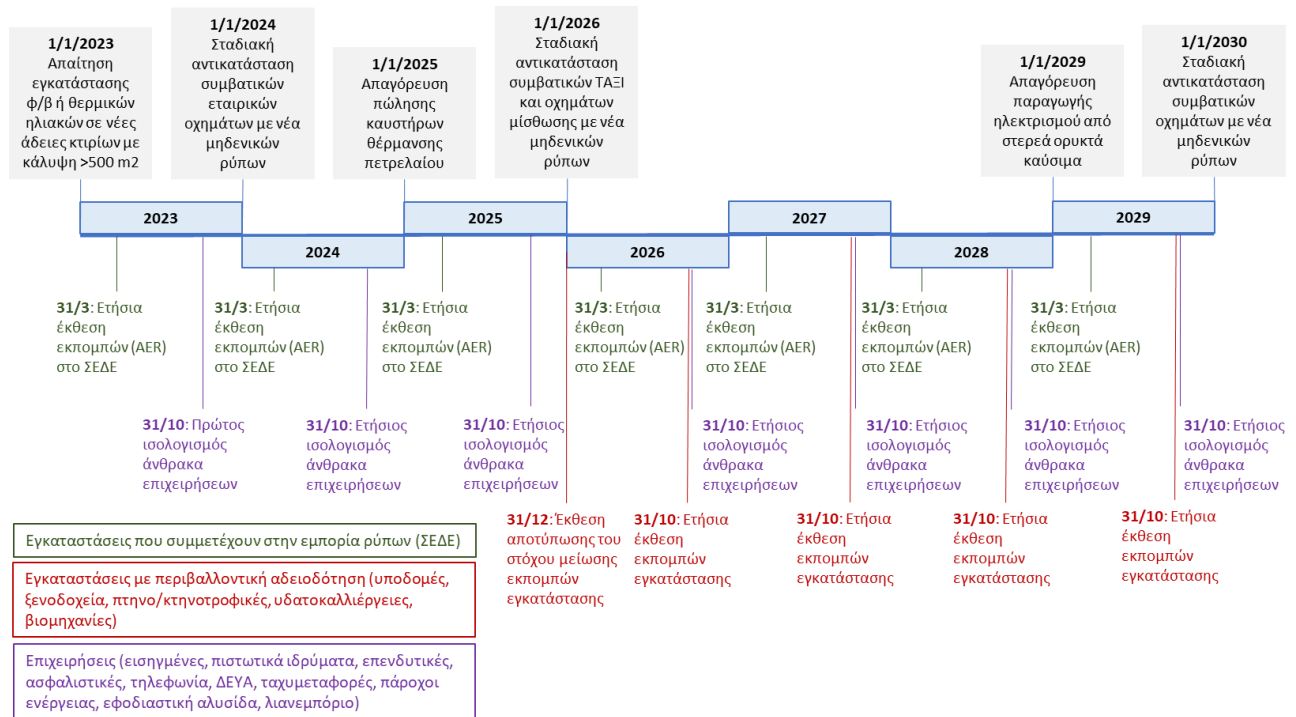 1/1/2023
Απαίτηση
εγκατάστασης
φ/β ή θερμικών
ηλιακών σε νέες
άδειες κτιρίων με
κάλυψη >500 m2
1/1/2024
Σταδιακή
αντικατάσταση
συμβατικών
εταιρικών
οχημάτων με νέα
μηδενικών
ρύπων
1/1/2025
Απαγόρευση
πώλησης
καυστήρων
θέρμανσης
πετρελαίου
1/1/2026
Σταδιακή
αντικατάσταση
συμβατικών ΤΑΞΙ
και οχημάτων
μίσθωσης με νέα
μηδενικών
ρύπων
1/1/2029
Απαγόρευση
παραγωγής
ηλεκτρισμού από
στερεά ορυκτά
καύσιμα
1/1/2030
Σταδιακή
αντικατάσταση
συμβατικών
οχημάτων με νέα
μηδενικών
ρύπων
2023
2024
2025
2026
2027
2028
2029
31/3: Ετήσια
έκθεση
εκπομπών (AER)
στο ΣΕΔΕ
31/3: Ετήσια
έκθεση
εκπομπών (AER)
στο ΣΕΔΕ
31/3: Ετήσια
έκθεση
εκπομπών (AER)
στο ΣΕΔΕ
31/3: Ετήσια
έκθεση
εκπομπών (AER)
στο ΣΕΔΕ
31/3: Ετήσια
έκθεση
εκπομπών (AER)
στο ΣΕΔΕ
31/3: Ετήσια
έκθεση
εκπομπών (AER)
στο ΣΕΔΕ
31/3: Ετήσια
έκθεση
εκπομπών (AER)
στο ΣΕΔΕ
31/10: Πρώτος
ισολογισμός
άνθρακα
επιχειρήσεων
31/10: Ετήσιος
ισολογισμός
άνθρακα
επιχειρήσεων
31/10: Ετήσιος
ισολογισμός
άνθρακα
επιχειρήσεων
31/10: Ετήσιος
ισολογισμός
άνθρακα
επιχειρήσεων
31/10: Ετήσιος
ισολογισμός
άνθρακα
επιχειρήσεων
31/10: Ετήσιος
ισολογισμός
άνθρακα
επιχειρήσεων
31/10: Ετήσιος
ισολογισμός
άνθρακα
επιχειρήσεων
31/12: Έκθεση
αποτύπωσης του
στόχου μείωσης
εκπομπών
εγκατάστασης
31/10: Ετήσια
έκθεση
εκπομπών
εγκατάστασης
31/10: Ετήσια
έκθεση
εκπομπών
εγκατάστασης
31/10: Ετήσια
έκθεση
εκπομπών
εγκατάστασης
31/10: Ετήσια
έκθεση
εκπομπών
εγκατάστασης
Εγκαταστάσεις που συμμετέχουν στην εμπορία ρύπων (ΣΕΔΕ)
Εγκαταστάσεις με περιβαλλοντική αδειοδότηση (υποδομές,
ξενοδοχεία, πτηνο/κτηνοτροφικές, υδατοκαλλιέργειες,
βιομηχανίες)
Επιχειρήσεις (εισηγμένες, πιστωτικά ιδρύματα, επενδυτικές,
ασφαλιστικές, τηλεφωνία, ΔΕΥΑ, ταχυμεταφορές, πάροχοι
ενέργειας, εφοδιαστική αλυσίδα, λιανεμπόριο)